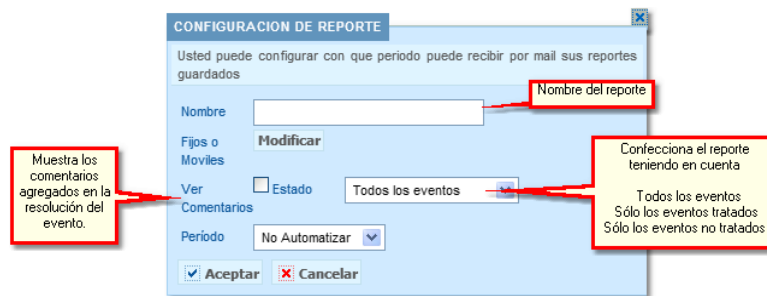 CONFIGURACION DE REPORTE
Usted puede configurar con que periodo puede recibir por mail sus reportes
guardados
Nombre
Nombre del reporte
Fijos o
Moviles
Modificar
Muestra los
comentarios
agregados en la
resolución del
evento.
Ver
Comentarios
Estado
Todos los eventos
Confecciona el reporte
teniendo en cuenta
Todos los eventos
Sólo los eventos tratados
Sólo los eventos no tratados
Período
No Automatizar
Aceptar
Cancelar